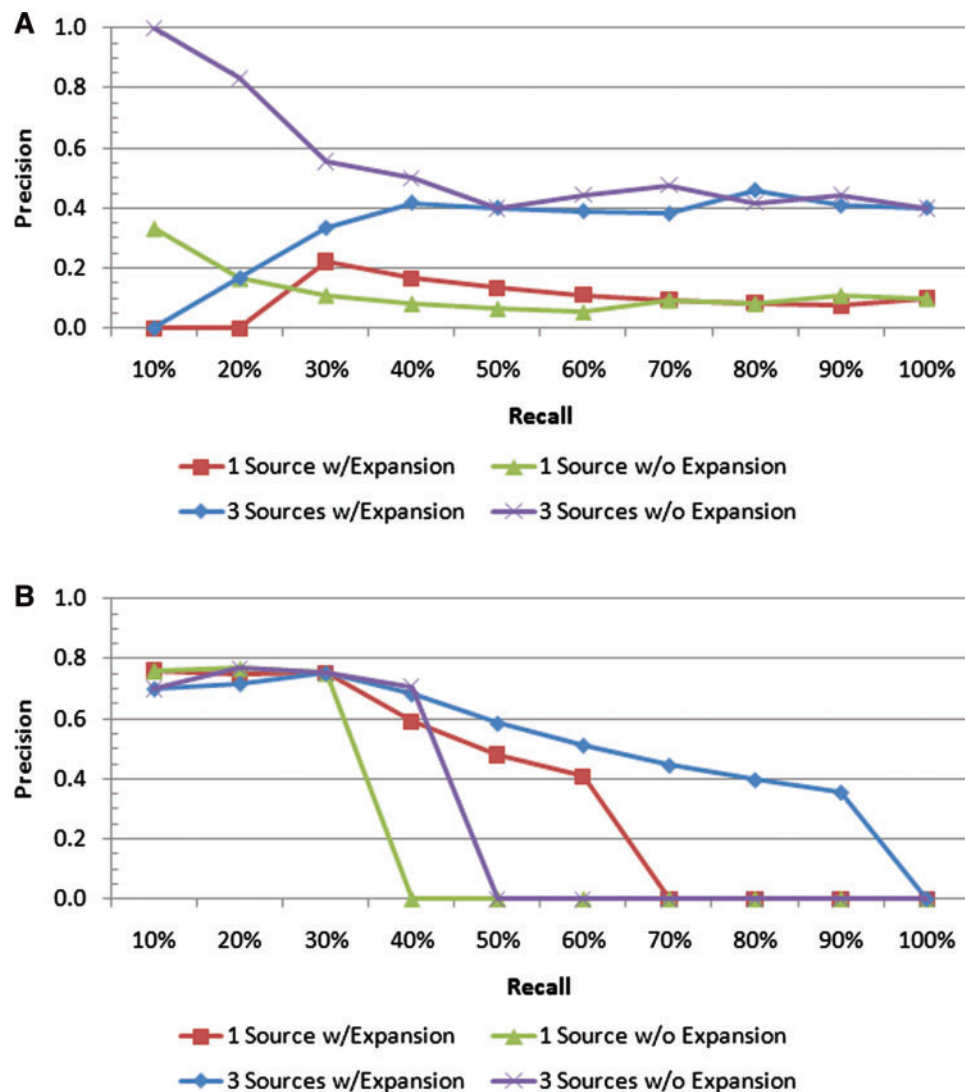 A
1.0
0.8
0.6
0.4
0.2
0.0
Precision
10% 20% 30% 40% 50% 60% 70% 80% 90% 100%
Recall
1 Source w/Expansion 1 Source w/o Expansion
3 Sources w/Expansion 3 Sources w/o Expansion
B
1.0
0.8
0.6
0.4
0.2
0.0
Precision
10% 20% 30% 40% 50% 60% 70% 80% 90% 100%
Recall
1 Source w/Expansion 1 Source w/o Expansion
3 Sources w/Expansion 3 Sources w/o Expansion